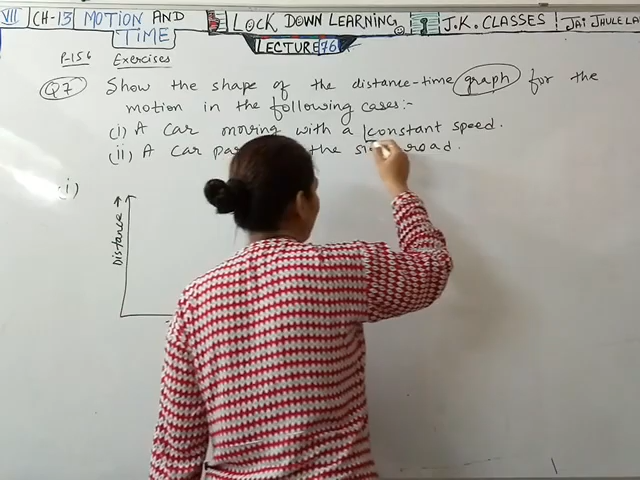 VII CH-13 MOTION AND TIME LOCK DOWN LEARNING J.K. CLASSES JAI JHULELA
LECTURE 76
P-156 Exercises
Q7 Show the shape of the distance-time graph for the
motion in the following cases:-
(i) A Car moving with a constant speed.
(ii) A Car the road.
(i)
Distance →